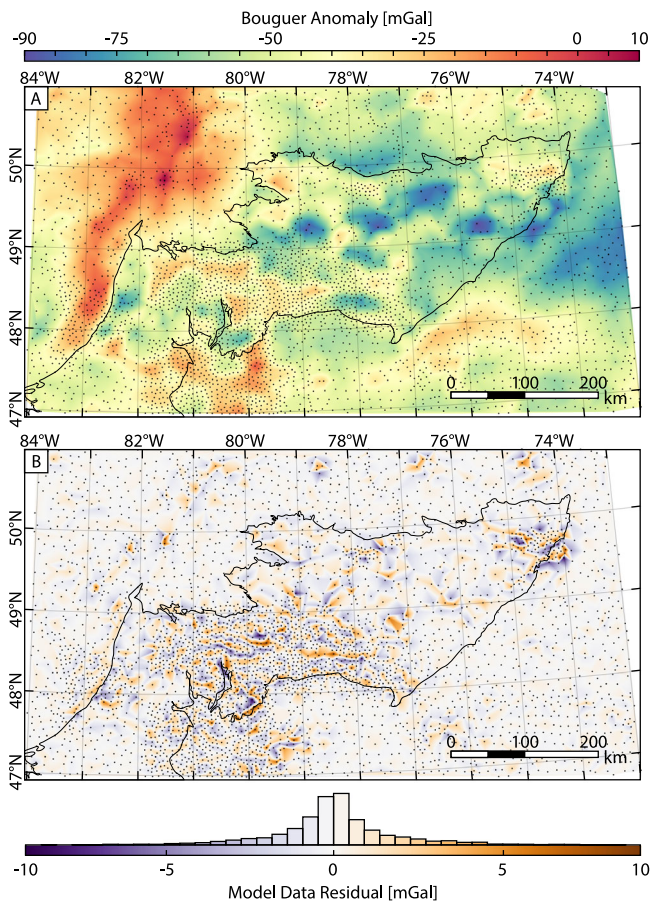 Bouguer Anomaly [mGal]
-90 -75 -50 -25 0 10
84°W 82°W 80°W 78°W 76°W 74°W
A
50°N
49°N
48°N
47°N
0 100 200
km
84°W 82°W 80°W 78°W 76°W 74°W
B
50°N
49°N
48°N
47°N
0 100 200
km
-10 -5 0 5 10
Model Data Residual [mGal]